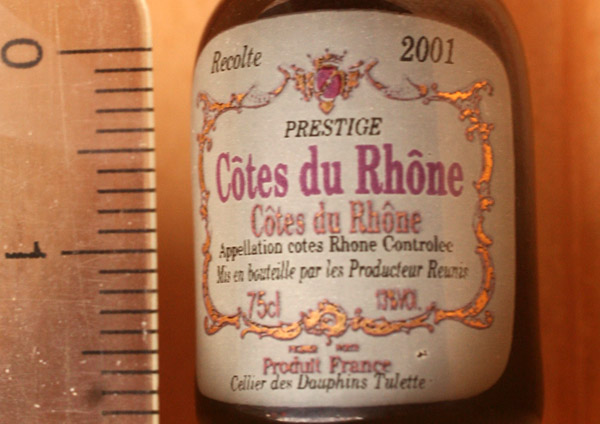 0
1
Recolte 2001
PRESTIGE
Côtes du Rhône
Côtes du Rhône
Appellation cotes Rhone Controlee
Mis en bouteille par les Producteur Reunis
75cl 13%VOL.
Produit France
Cellier des Dauphins Tulette